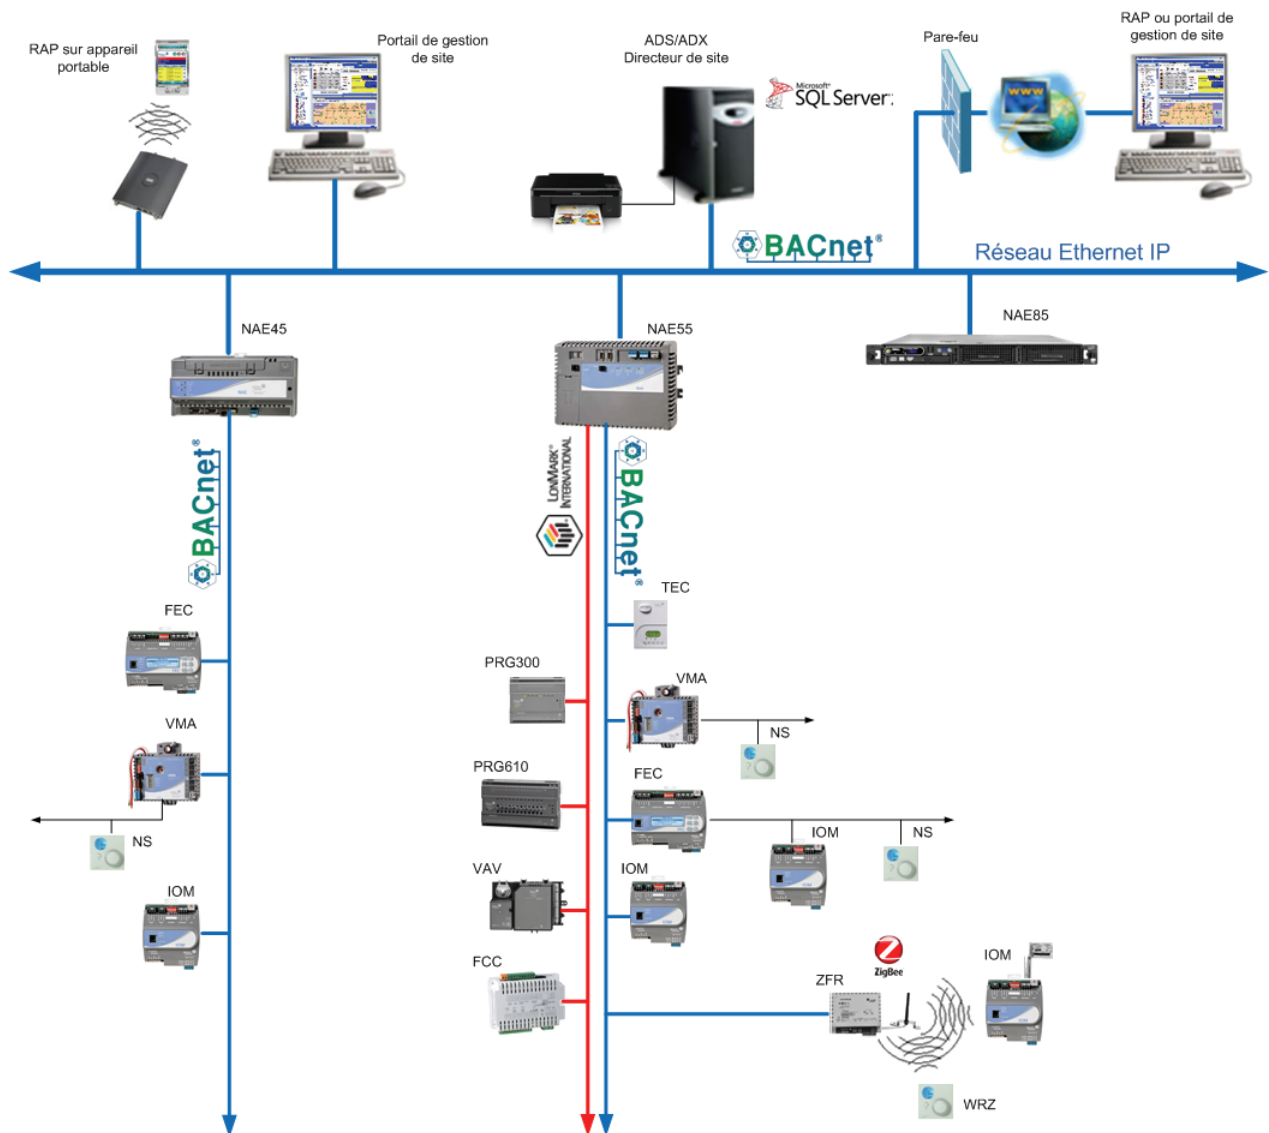 RAP sur appareil
portable
Portail de gestion
de site
ADS/ADX
Directeur de site
Microsoft®
SQL Server
Pare-feu
www
RAP ou portail de
gestion de site
BACnet®
Réseau Ethernet IP
NAE45
NAE55
NAE85
BACnet®
LONMARK®
INTERNATIONAL
BACnet®
FEC
VMA
NS
IOM
PRG300
PRG610
VAV
FCC
TEC
VMA
NS
FEC
IOM
NS
IOM
ZigBee
ZFR
IOM
WRZ